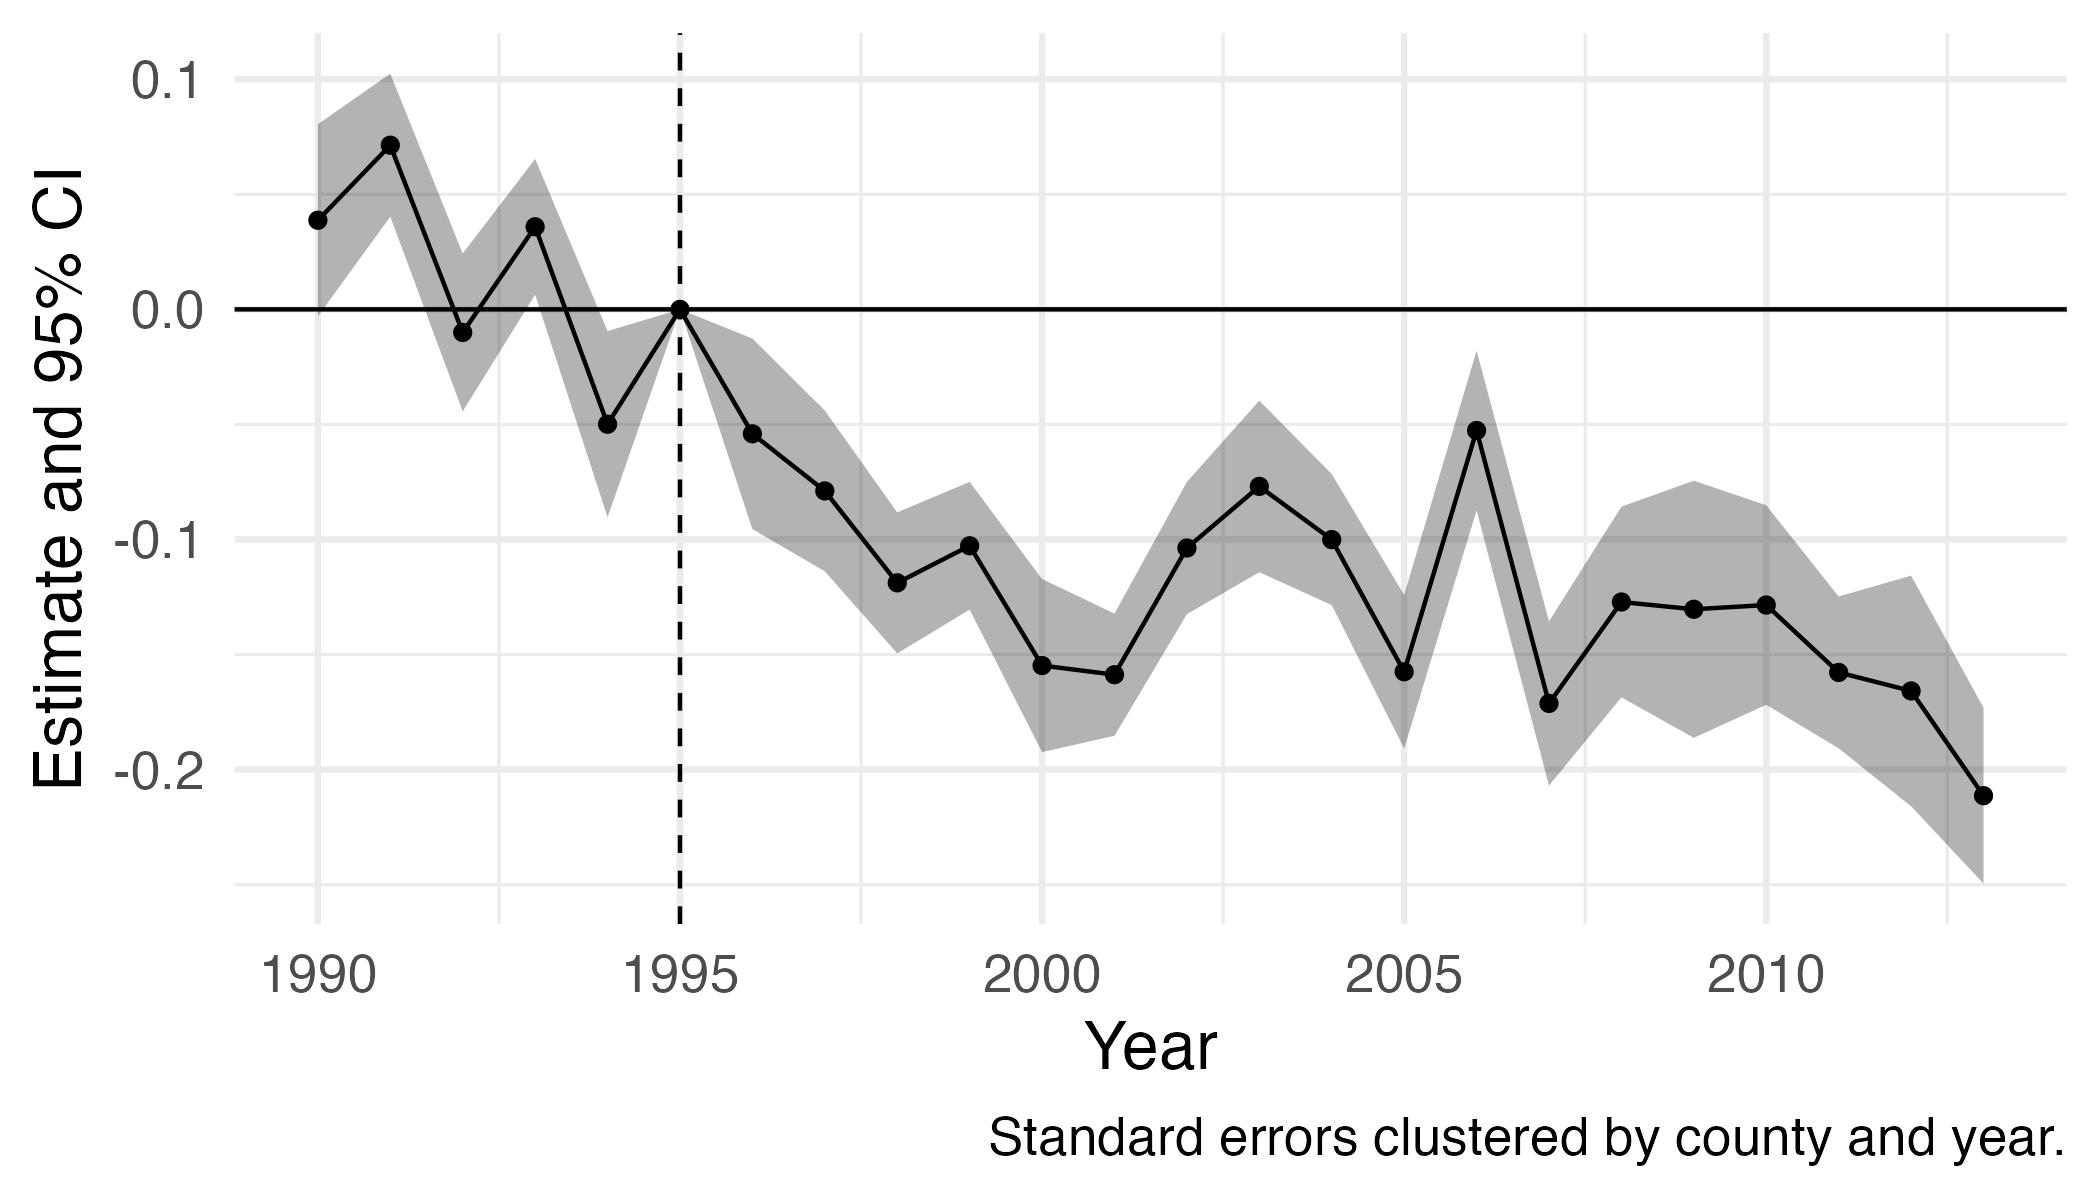 Estimate and 95% CI
0.1
0.0
-0.1
-0.2
1990 1995 2000 2005 2010
Year
Standard errors clustered by county and year.